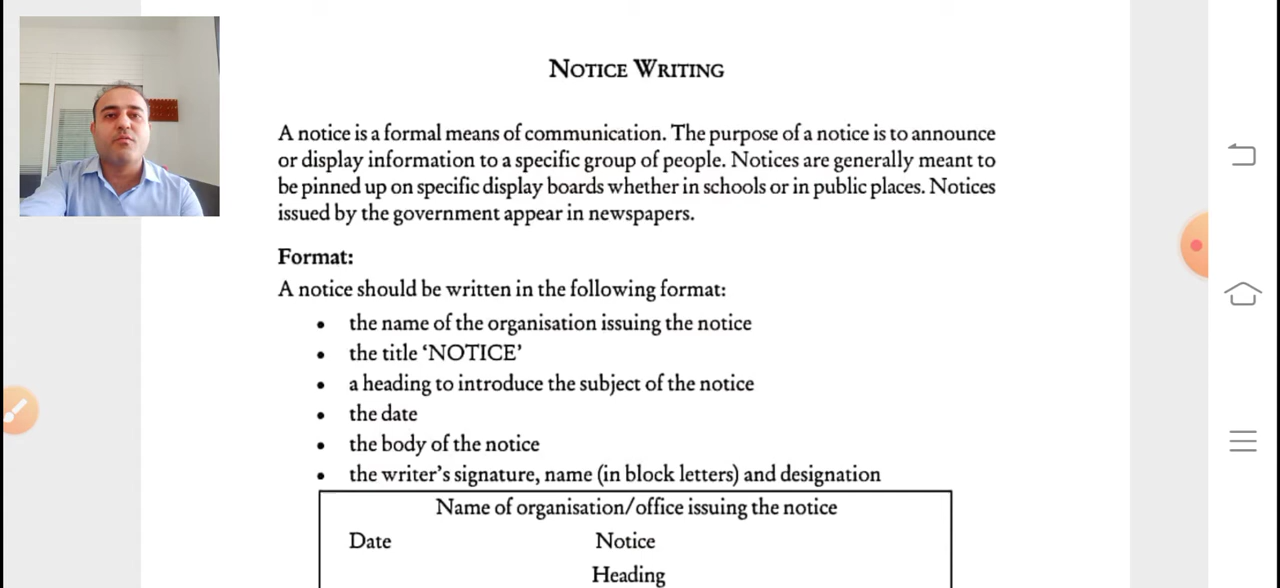 NOTICE WRITING
A notice is a formal means of communication. The purpose of a notice is to announce
or display information to a specific group of people. Notices are generally meant to
be pinned up on specific display boards whether in schools or in public places. Notices
issued by the government appear in newspapers.
Format:
A notice should be written in the following format:
• the name of the organisation issuing the notice
• the title ‘NOTICE’
• a heading to introduce the subject of the notice
• the date
• the body of the notice
• the writer’s signature, name (in block letters) and designation
Name of organisation/office issuing the notice
Date Notice
Heading